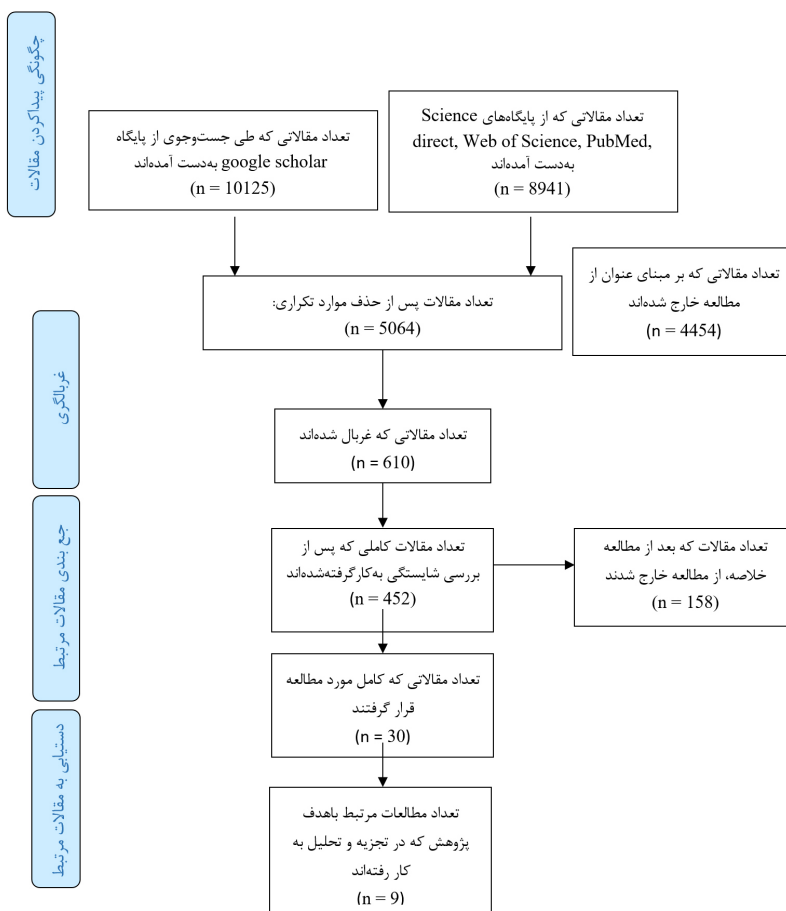 چگونگی پیداکردن مقالات
تعداد مقالاتی که از پایگاه‌های Science
direct, Web of Science, PubMed,
به‌دست آمده‌اند
(n = 8941)
تعداد مقالاتی که طی جست‌وجوی از پایگاه
google scholar به‌دست آمده‌اند
(n = 10125)
تعداد مقالاتی که بر مبنای عنوان از
مطالعه خارج شده‌اند
(n = 4454)
تعداد مقالات پس از حذف موارد تکراری:
(n = 5064)
غربالگری
تعداد مقالاتی که غربال شده‌اند
(n = 610)
جع بندی مقالات مرتبط
تعداد مقالات کاملی که پس از
بررسی شایستگی به‌کارگرفته‌شده‌اند
(n = 452)
تعداد مقالات که بعد از مطالعه
خلاصه، از مطالعه خارج شدند
(n = 158)
تعداد مقالاتی که کامل مورد مطالعه
قرار گرفتند
(n = 30)
دستیابی به مقالات مرتبط
تعداد مطالعات مرتبط باهدف
پژوهش که در تجزیه و تحلیل به
کار رفته‌اند
(n = 9)